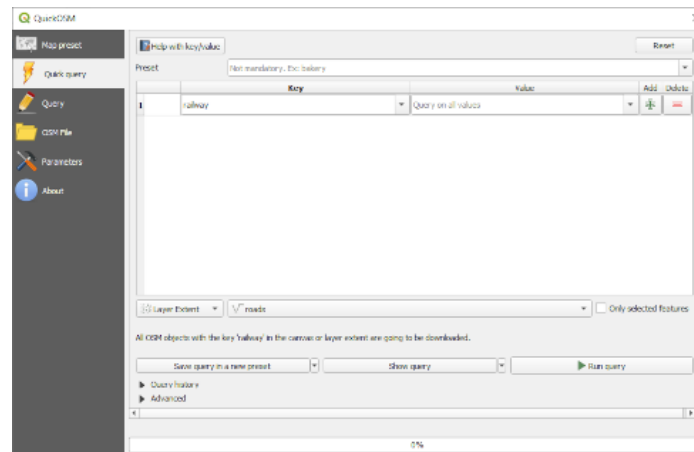 QuickOSM
Map preset
Quick query
Query
OSM File
Parameters
About
Help with key/value
Reset
Preset
Not mandatory. Ex: bakery
Key Value Add Delete
1 railway Query on all values
Layer Extent roads Only selected features
All OSM objects with the key 'railway' in the canvas or layer extent are going to be downloaded.
Save query in a new preset Show query Run query
Query history
Advanced
0%